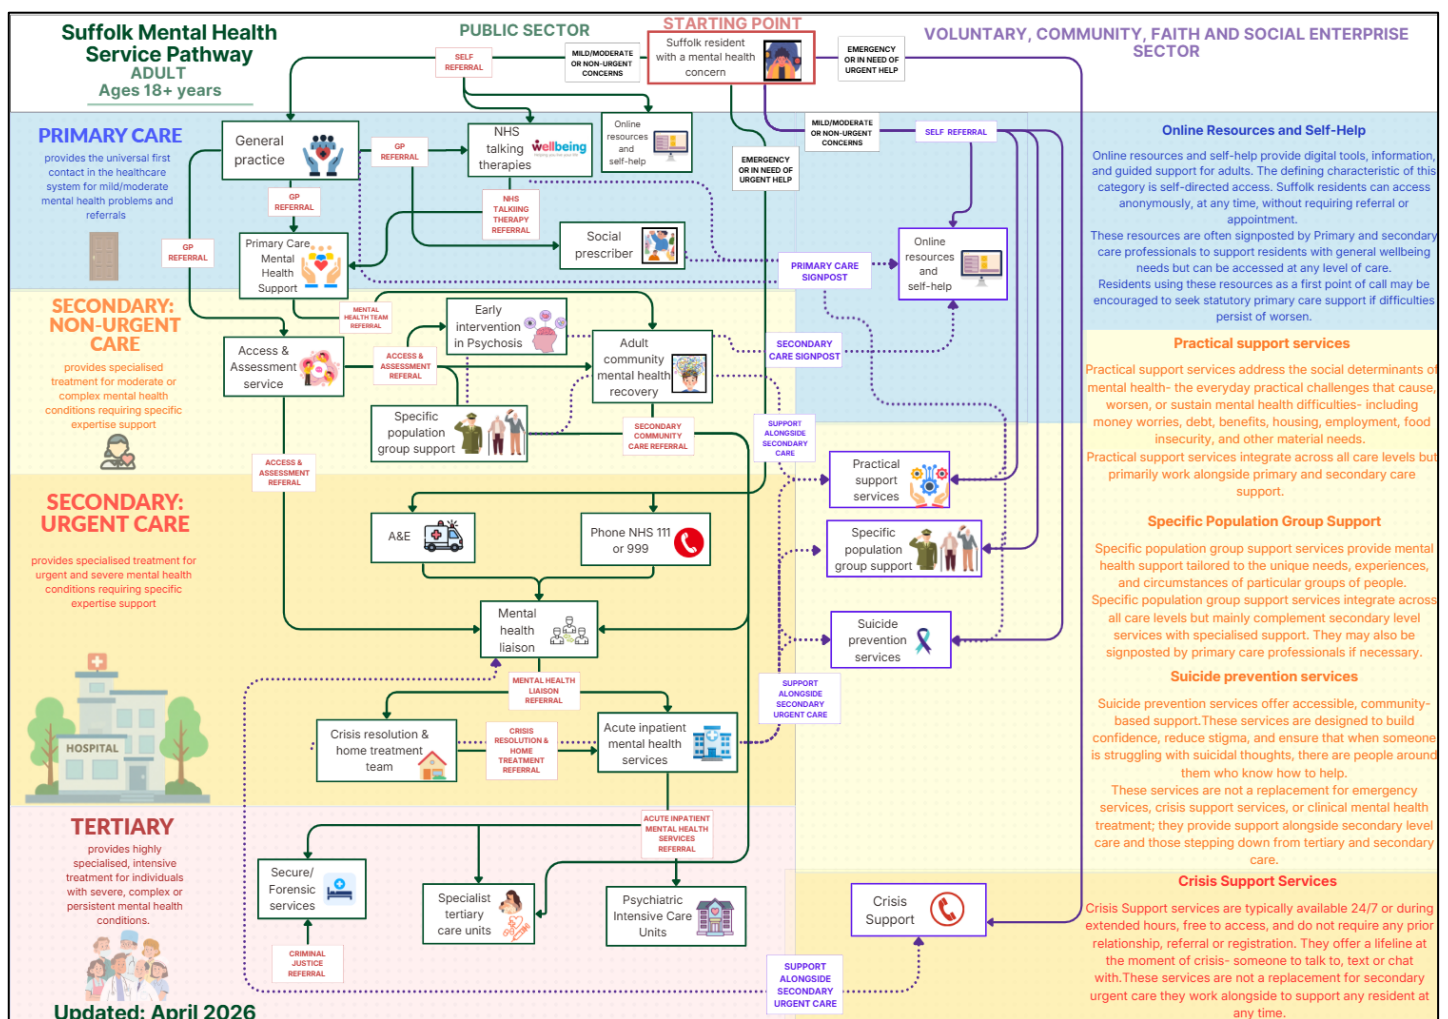 Suffolk Mental Health
Service Pathway
ADULT
Ages 18+ years
PUBLIC SECTOR
STARTING POINT
Suffolk resident
with a mental health
concern
VOLUNTARY, COMMUNITY, FAITH AND SOCIAL ENTERPRISE
SECTOR
SELF
REFERRAL
MILD/MODERATE
OR NON-URGENT
CONCERNS
EMERGENCY
OR IN NEED OF
URGENT HELP
PRIMARY CARE
provides the universal first
contact in the healthcare
system for mild/moderate
mental health problems and
referrals
General
practice
GP
REFERRAL
NHS
talking
therapies
wellbeing
Online
resources
and
self-help
EMERGENCY
OR IN NEED OF
URGENT HELP
MILD/MODERATE
OR NON-URGENT
CONCERNS
SELF REFERRAL
GP
REFERRAL
NHS
TALKIING
THERAPY
REFERRAL
GP
REFERRAL
Primary Care
Mental
Health
Support
Social
prescriber
PRIMARY CARE
SIGNPOST
Online
resources
and
self-help
Online Resources and Self-Help
Online resources and self-help provide digital tools, information,
and guided support for adults. The defining characteristic of this
category is self-directed access. Suffolk residents can access
anonymously, at any time, without requiring referral or
appointment.
These resources are often signposted by Primary and secondary
care professionals to support residents with general wellbeing
needs but can be accessed at any level of care.
Residents using these resources as a first point of call may be
encouraged to seek statutory primary care support if difficulties
persist of worsen.
SECONDARY:
NON-URGENT
CARE
provides specialised
treatment for moderate or
complex mental health
conditions requiring specific
expertise support
MENTAL
HEALTH TEAM
REFERRAL
Early
intervention
in Psychosis
Access &
Assessment
service
ACCESS &
ASSESSMENT
REFERAL
Adult
community
mental health
recovery
SECONDARY
CARE SIGNPOST
Specific
population
group support
SECONDARY
COMMUNITY
CARE REFERRAL
SUPPORT
ALONGSIDE
SECONDARY
CARE
ACCESS &
ASSESSMENT
REFERAL
Practical support services
Practical support services address the social determinants of
mental health- the everyday practical challenges that cause,
worsen, or sustain mental health difficulties- including
money worries, debt, benefits, housing, employment, food
insecurity, and other material needs.
Practical support services integrate across all care levels but
primarily work alongside primary and secondary care
support.
SECONDARY:
URGENT CARE
provides specialised treatment for
urgent and severe mental health
conditions requiring specific
expertise support
A&E
Phone NHS 111
or 999
Practical
support
services
Specific
population
group support
Mental
health
liaison
Suicide
prevention
services
Specific Population Group Support
Specific population group support services provide mental
health support tailored to the unique needs, experiences,
and circumstances of particular groups of people.
Specific population group support services integrate across
all care levels but mainly complement secondary level
services with specialised support. They may also be
signposted by primary care professionals if necessary.
HOSPITAL
MENTAL HEALTH
LIAISON
REFERRAL
SUPPORT
ALONGSIDE
SECONDARY
URGENT CARE
Crisis resolution &
home treatment
team
CRISIS
RESOLUTION &
HOME
TREATMENT
REFERRAL
Acute inpatient
mental health
services
Suicide prevention services
Suicide prevention services offer accessible, community-
based support.These services are designed to build
confidence, reduce stigma, and ensure that when someone
is struggling with suicidal thoughts, there are people around
them who know how to help.
These services are not a replacement for emergency
services, crisis support services, or clinical mental health
treatment; they provide support alongside secondary level
care and those stepping down from tertiary and secondary
care.
TERTIARY
provides highly
specialised, intensive
treatment for individuals
with severe, complex or
persistent mental health
conditions.
ACUTE INPATIENT
MENTAL HEALTH
SERVICES
REFERRAL
Secure/
Forensic
services
Specialist
tertiary
care units
Psychiatric
Intensive Care
Units
Crisis
Support
CRIMINAL
JUSTICE
REFERRAL
SUPPORT
ALONGSIDE
SECONDARY
URGENT CARE
Crisis Support Services
Crisis Support services are typically available 24/7 or during
extended hours, free to access, and do not require any prior
relationship, referral or registration. They offer a lifeline at
the moment of crisis- someone to talk to, text or chat
with.These services are not a replacement for secondary
urgent care they work alongside to support any resident at
any time.
Updated: April 2026